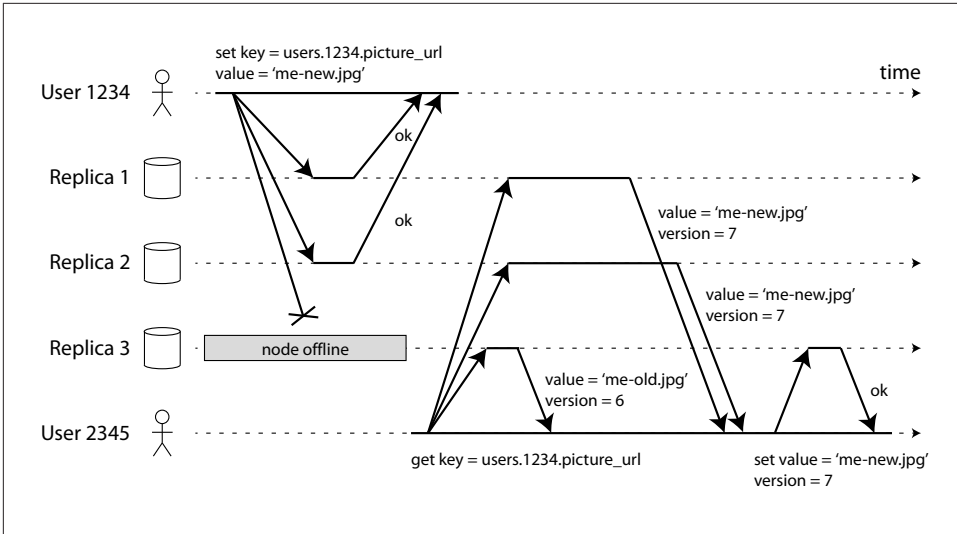 set key = users.1234.picture_url
value = ‘me-new.jpg’
time
User 1234
ok
Replica 1
ok
value = ‘me-new.jpg’
version = 7
Replica 2
value = ‘me-new.jpg’
version = 7
Replica 3
node offline
value = ‘me-old.jpg’
version = 6
ok
User 2345
get key = users.1234.picture_url
set value = ‘me-new.jpg’
version = 7